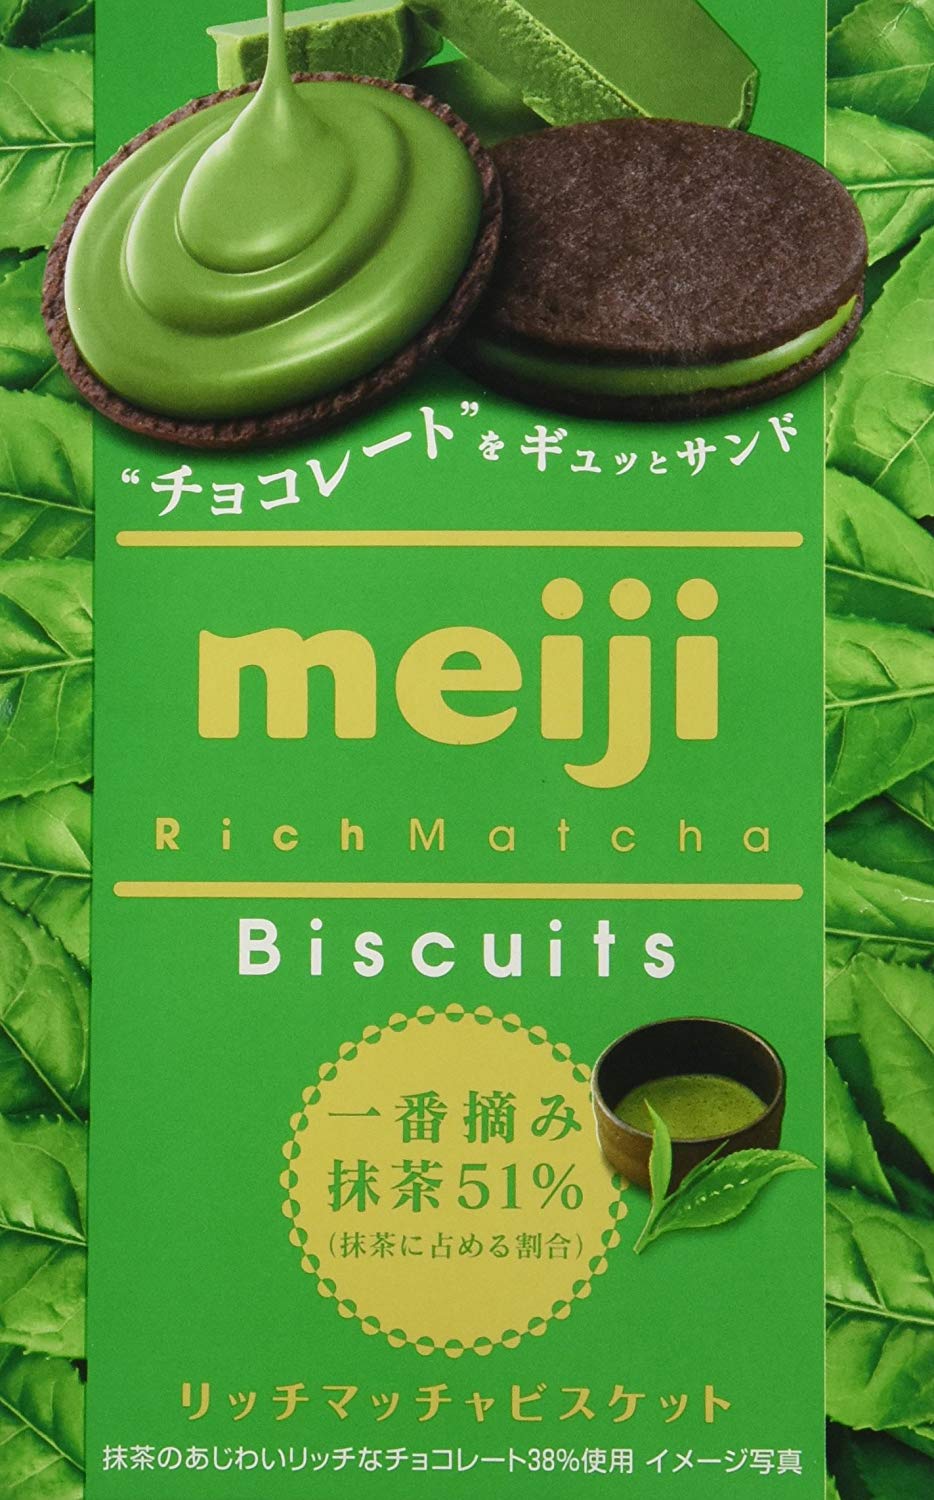 “チョコレート”をギュッとサンド
meiji
RichMatcha
Biscuits
一番摘み
抹茶51%
(抹茶に占める割合)
リッチマッチャビスケット
抹茶のあじわいリッチなチョコレート38%使用 イメージ写真